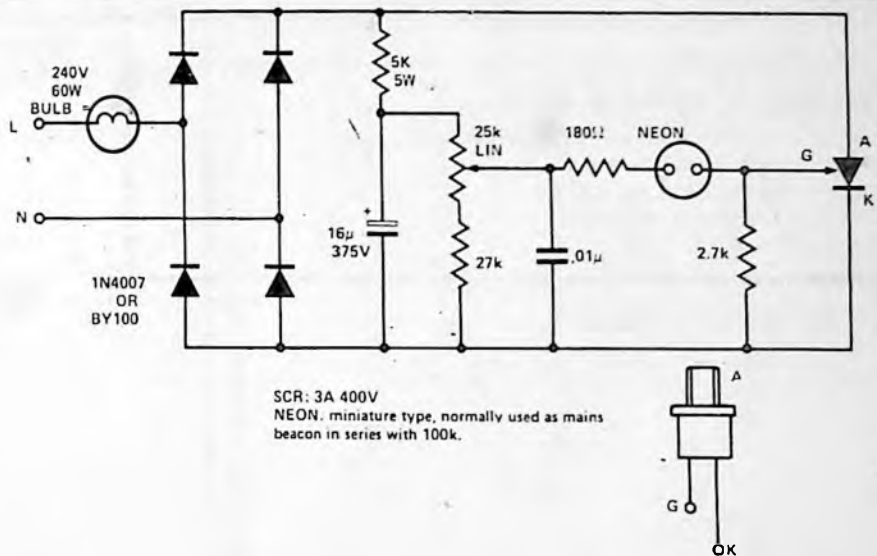 240V
60W
BULB =
L
N
1N4007
OR
BY100
5K
5W
+
16µ
375V
25k
LIN
27k
180Ω
NEON
.01µ
2.7k
G
A
K
SCR: 3A 400V
NEON. miniature type, normally used as mains
beacon in series with 100k.
A
G
K